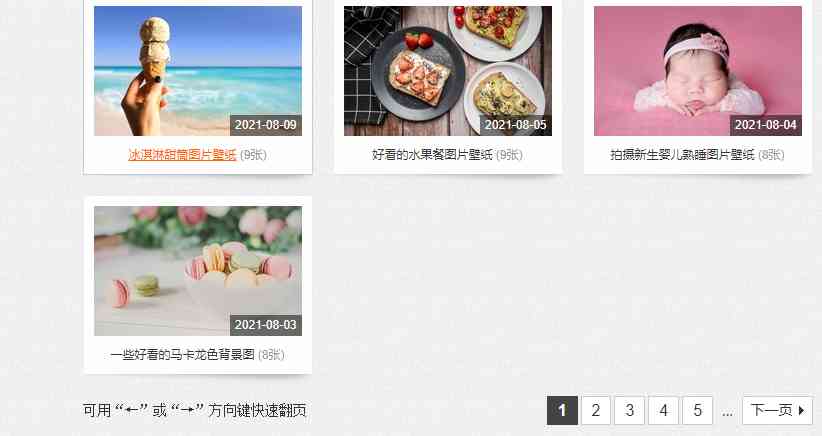 2021-08-09
2021-08-05
2021-08-04
冰淇淋甜筒图片壁纸 (9张)
好看的水果餐图片壁纸 (9张)
拍摄新生婴儿熟睡图片壁纸 (8张)
2021-08-03
一些好看的马卡龙色背景图 (8张)
可用“←”或“→”方向键快速翻页
1 2 3 4 5 ... 下一页